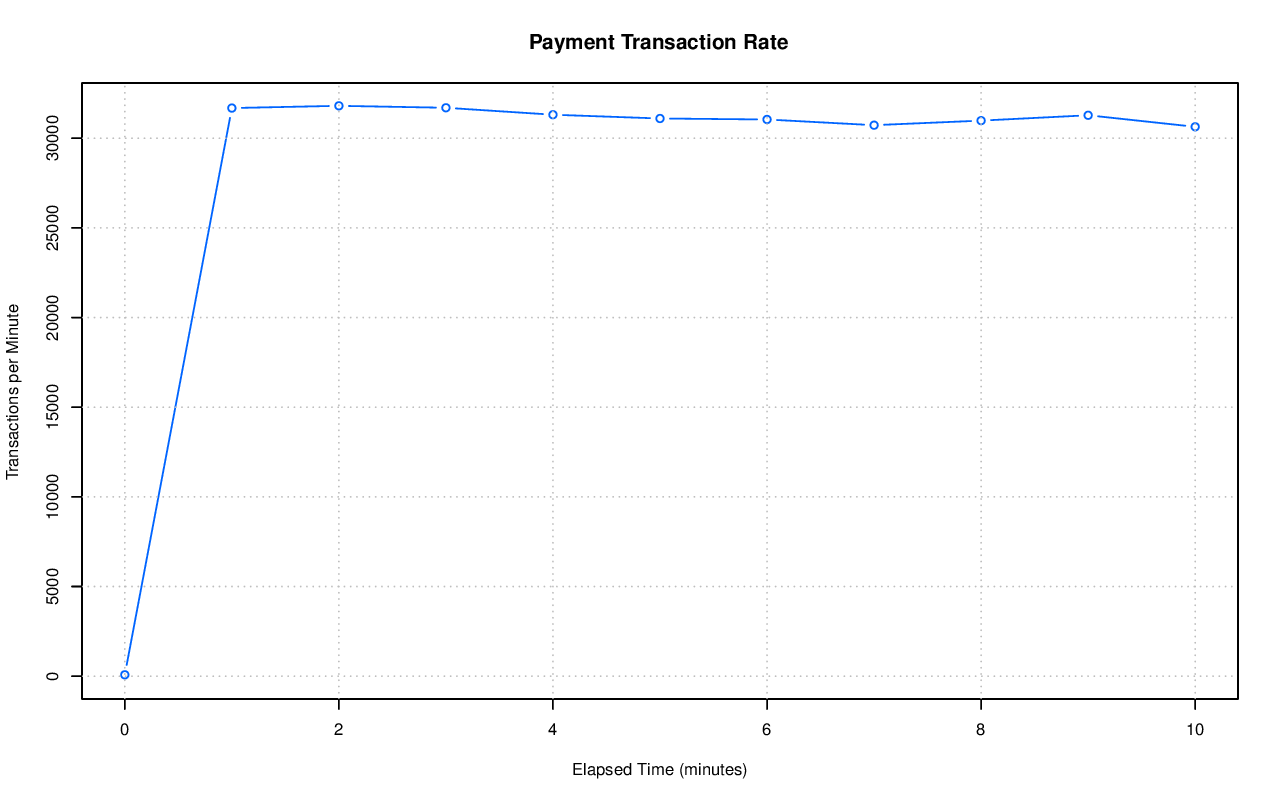 Payment Transaction Rate
Transactions per Minute
30000
25000
20000
15000
10000
5000
0
0 2 4 6 8 10
Elapsed Time (minutes)